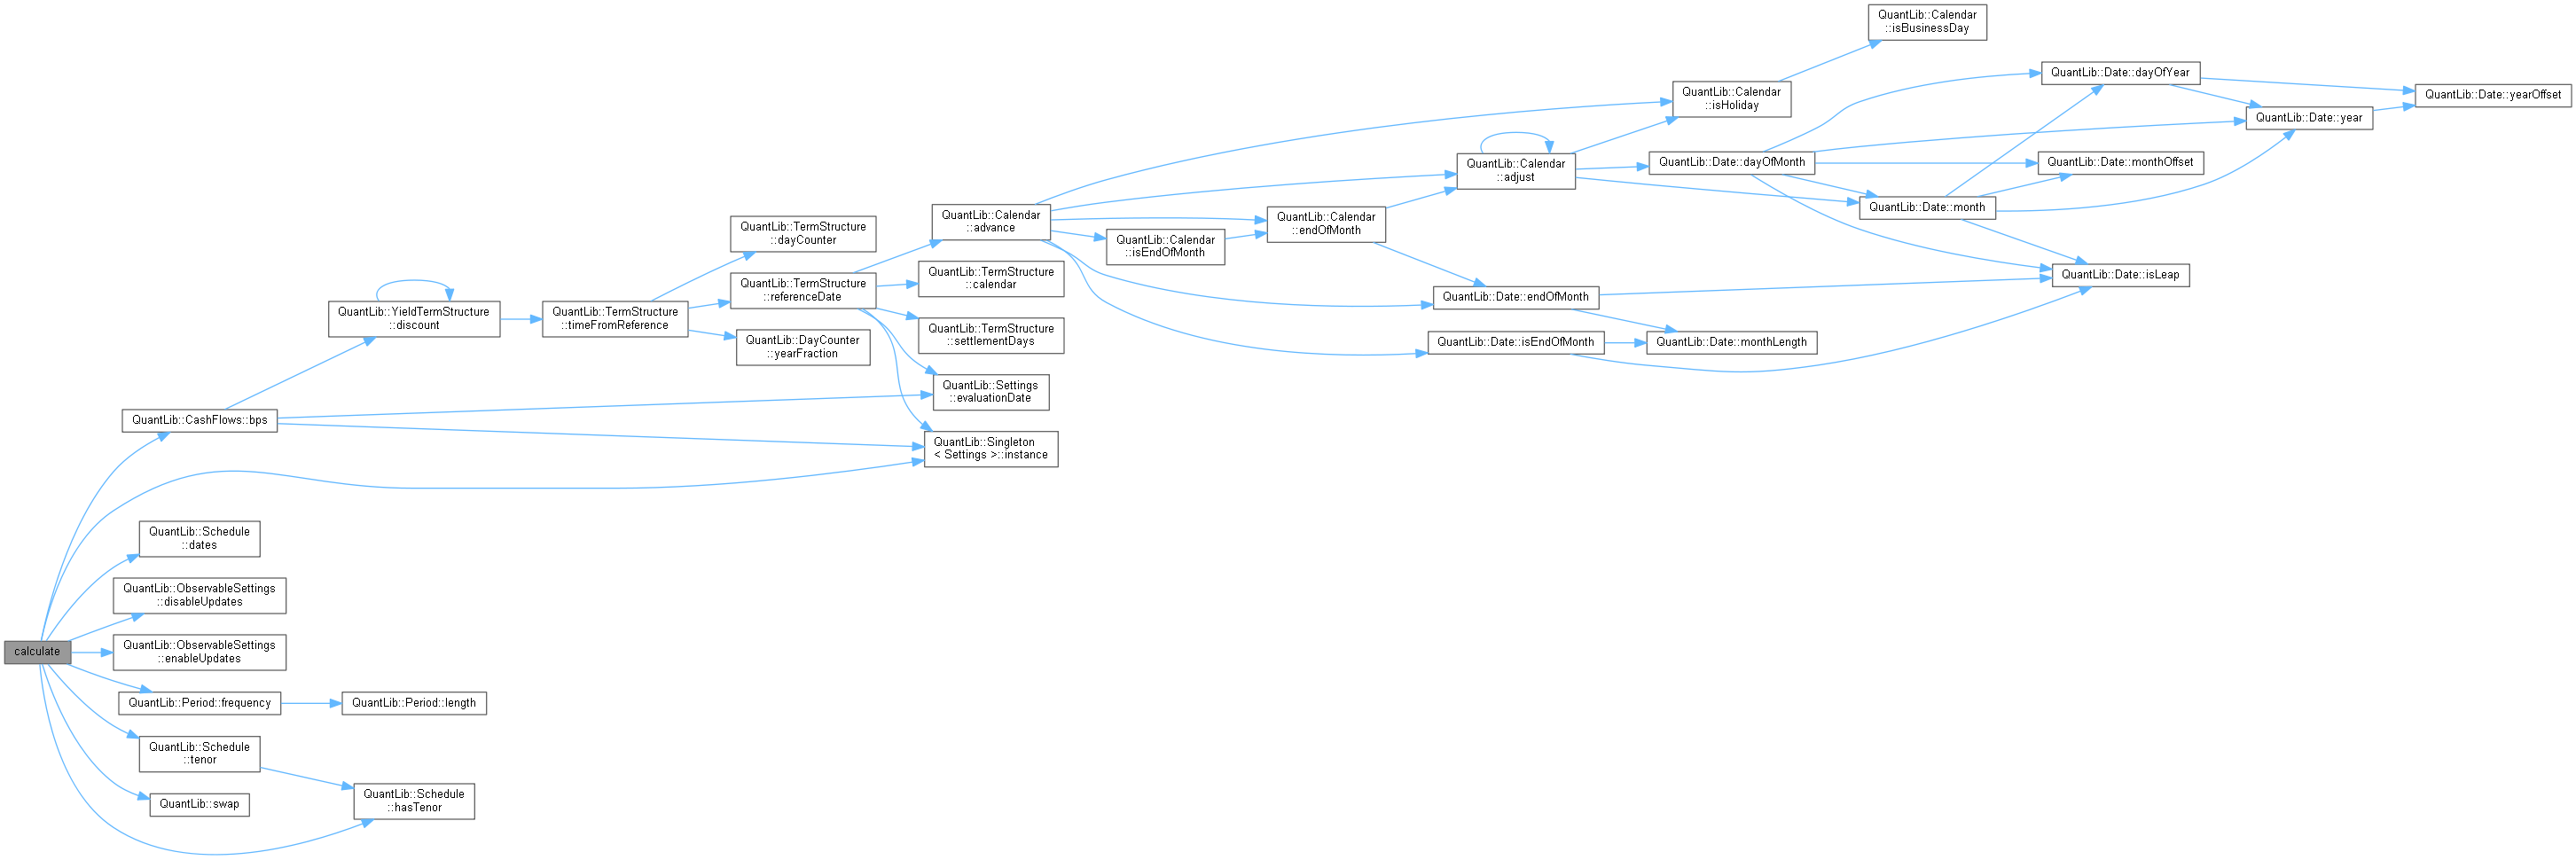 calculate
QuantLib::CashFlows::bps
QuantLib::YieldTermStructure
::discount
QuantLib::TermStructure
::timeFromReference
QuantLib::TermStructure
::dayCounter
QuantLib::TermStructure
::referenceDate
QuantLib::DayCounter
::yearFraction
QuantLib::Calendar
::advance
QuantLib::TermStructure
::calendar
QuantLib::TermStructure
::settlementDays
QuantLib::Settings
::evaluationDate
QuantLib::Singleton
< Settings >::instance
QuantLib::Calendar
::isEndOfMonth
QuantLib::Calendar
::endOfMonth
QuantLib::Calendar
::adjust
QuantLib::Date::endOfMonth
QuantLib::Date::isEndOfMonth
QuantLib::Calendar
::isHoliday
QuantLib::Calendar
::isBusinessDay
QuantLib::Date::dayOfMonth
QuantLib::Date::month
QuantLib::Date::monthLength
QuantLib::Date::dayOfYear
QuantLib::Date::monthOffset
QuantLib::Date::isLeap
QuantLib::Date::year
QuantLib::Date::yearOffset
QuantLib::Schedule
::dates
QuantLib::ObservableSettings
::disableUpdates
QuantLib::ObservableSettings
::enableUpdates
QuantLib::Period::frequency
QuantLib::Period::length
QuantLib::Schedule
::tenor
QuantLib::swap
QuantLib::Schedule
::hasTenor